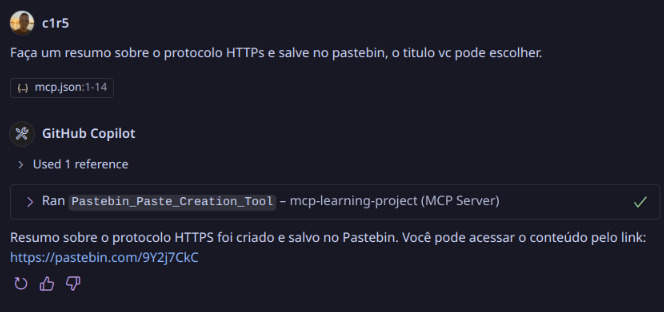 c1r5
Faça um resumo sobre o protocolo HTTPs e salve no pastebin, o titulo vc pode escolher.
{..} mcp.json:1-14
GitHub Copilot
Used 1 reference
Ran Pastebin_Paste_Creation_Tool – mcp-learning-project (MCP Server)
Resumo sobre o protocolo HTTPS foi criado e salvo no Pastebin. Você pode acessar o conteúdo pelo link:
https://pastebin.com/9Y2j7CkC